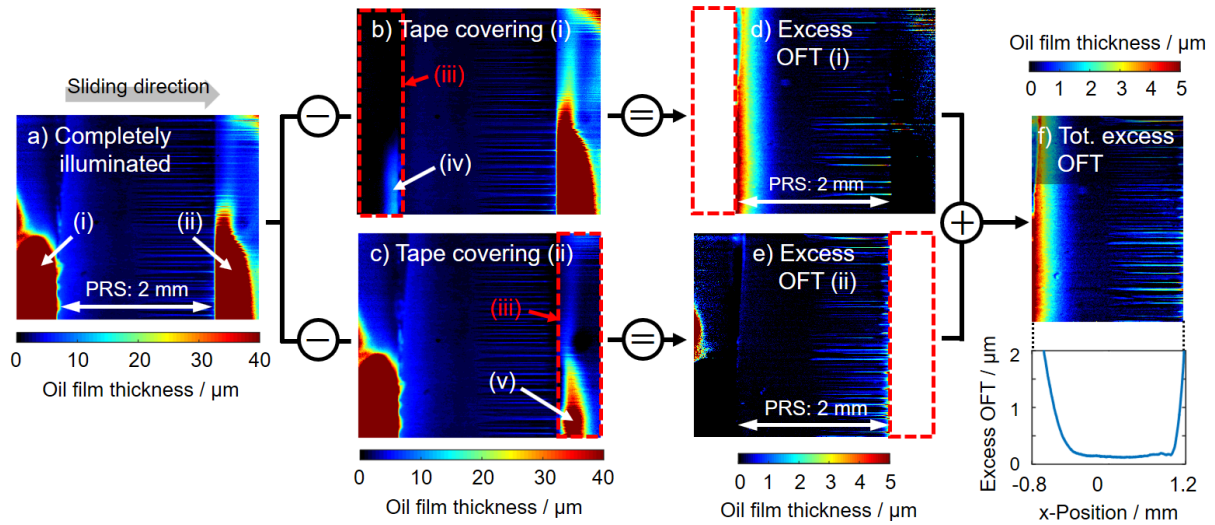 Sliding direction
a) Completely
illuminated
(i)
(ii)
PRS: 2 mm
0 10 20 30 40
Oil film thickness / µm
b) Tape covering (i)
(iii)
(iv)
−
=
c) Tape covering (ii)
(iii)
(v)
−
=
0 10 20 30 40
Oil film thickness / µm
d) Excess
OFT (i)
PRS: 2 mm
e) Excess
OFT (ii)
PRS: 2 mm
0 1 2 3 4 5
Oil film thickness / µm
+
Oil film thickness / µm
0 1 2 3 4 5
f) Tot. excess
OFT
Excess OFT / µm
2
1
0
-0.8 0 1.2
x-Position / mm